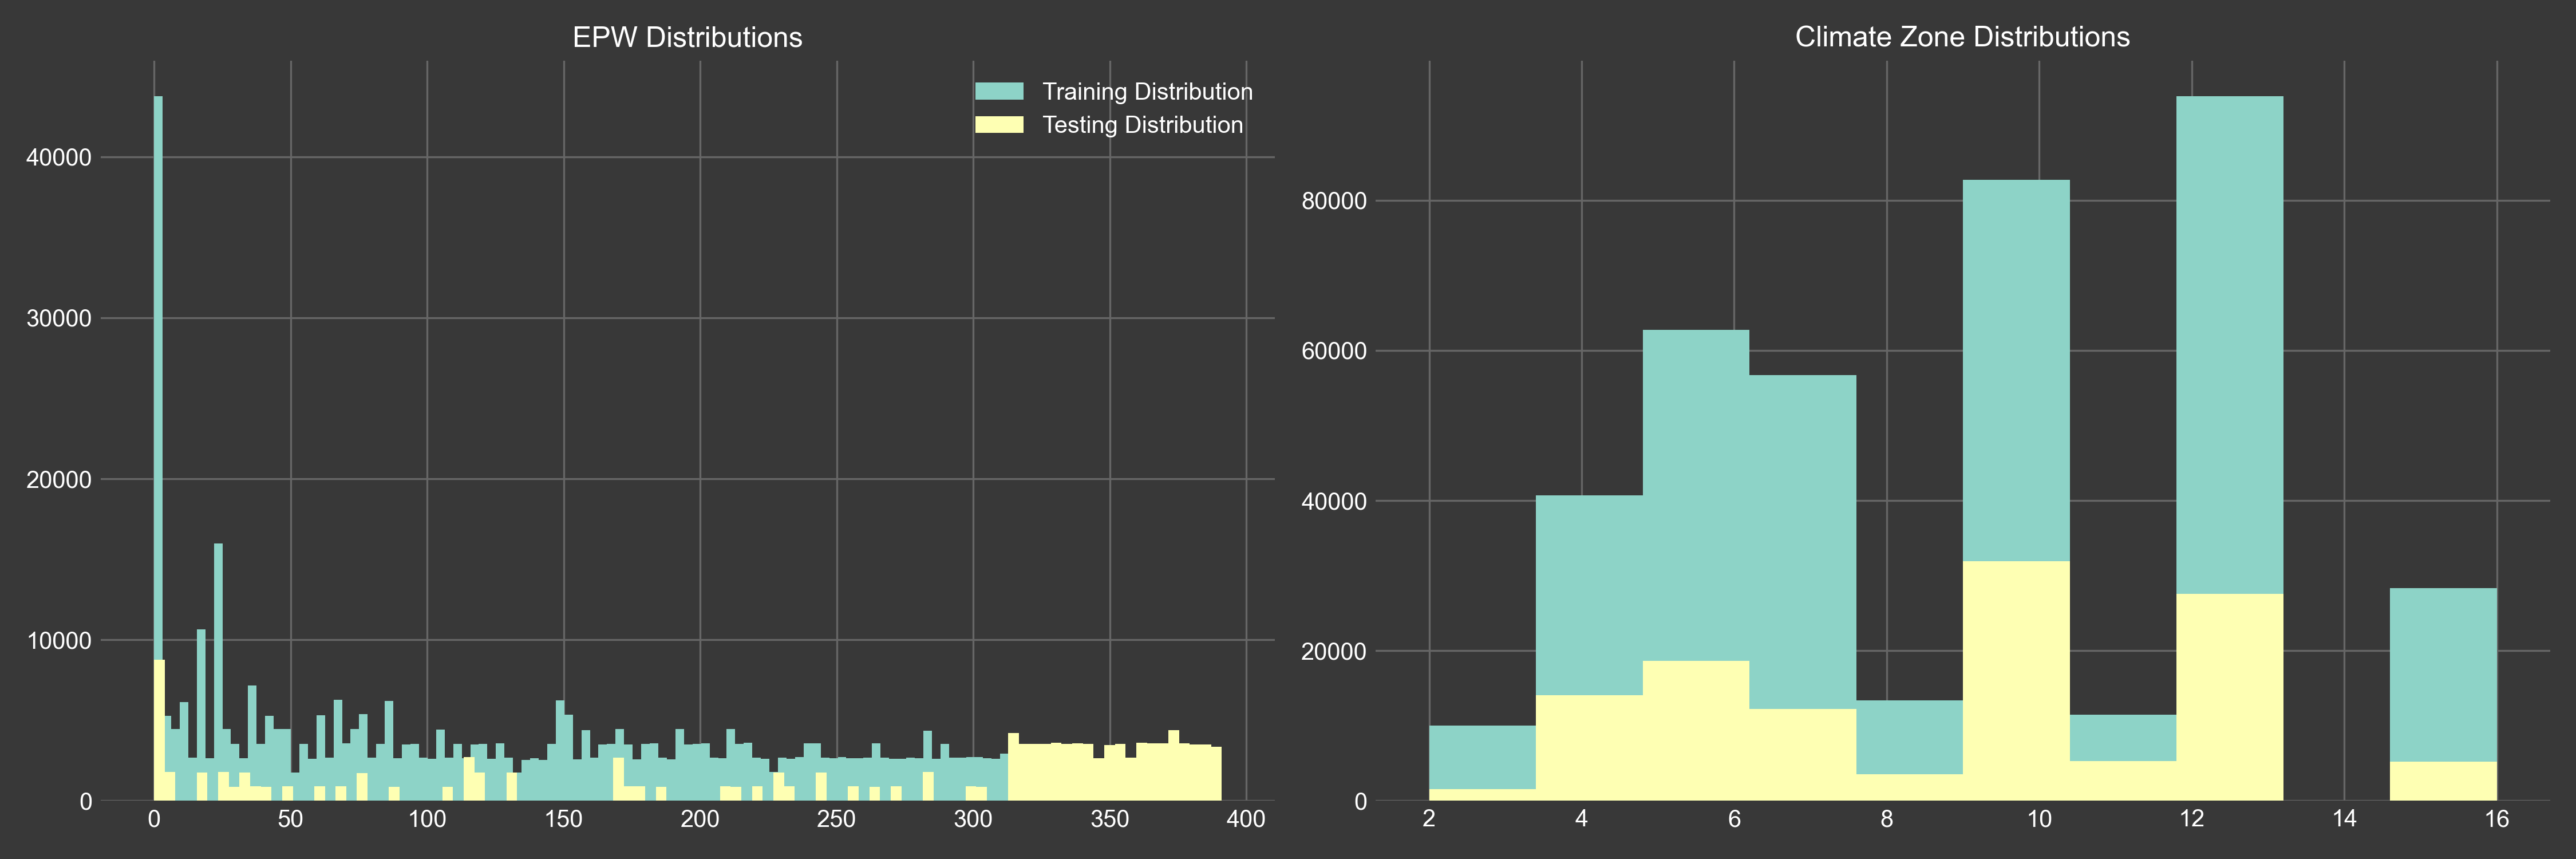 EPW Distributions
Training Distribution
Testing Distribution
40000
30000
20000
10000
0
0 50 100 150 200 250 300 350 400
Climate Zone Distributions
80000
60000
40000
20000
0
2 4 6 8 10 12 14 16